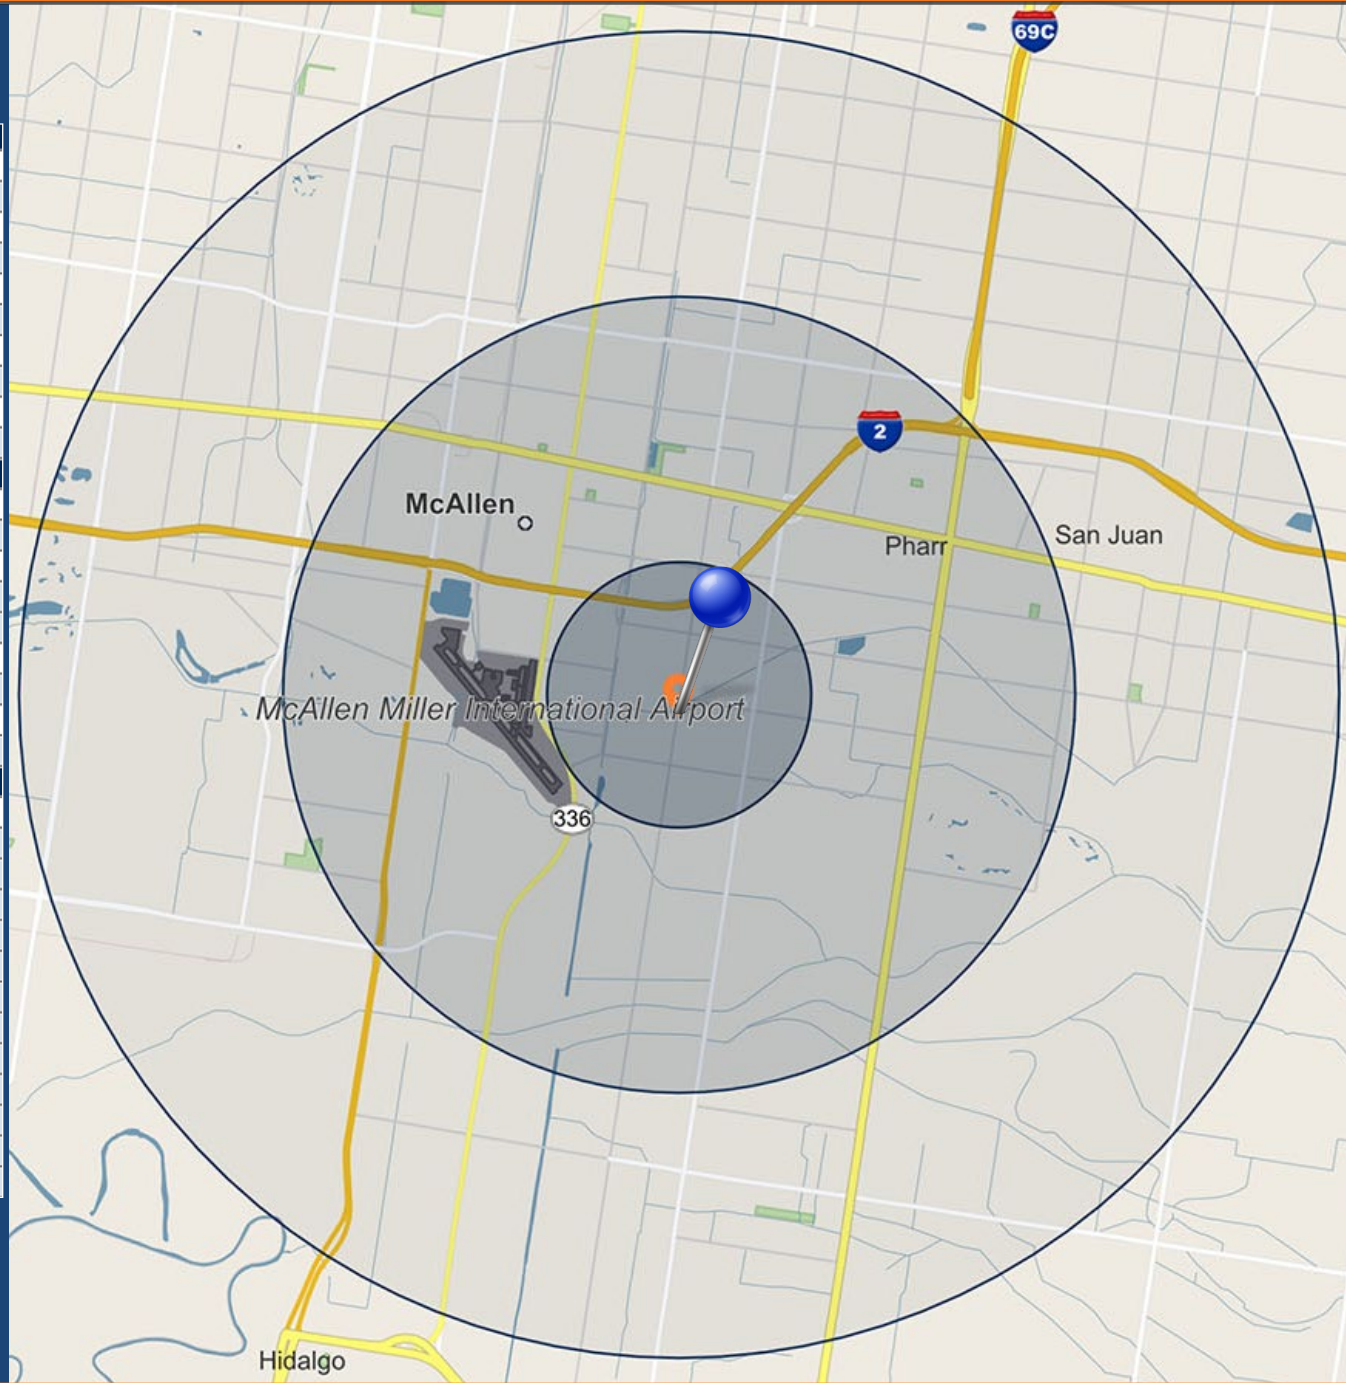 69C
2
McAllen
San Juan
Pharr
McAllen Miller International Airport
336
Hidalgo